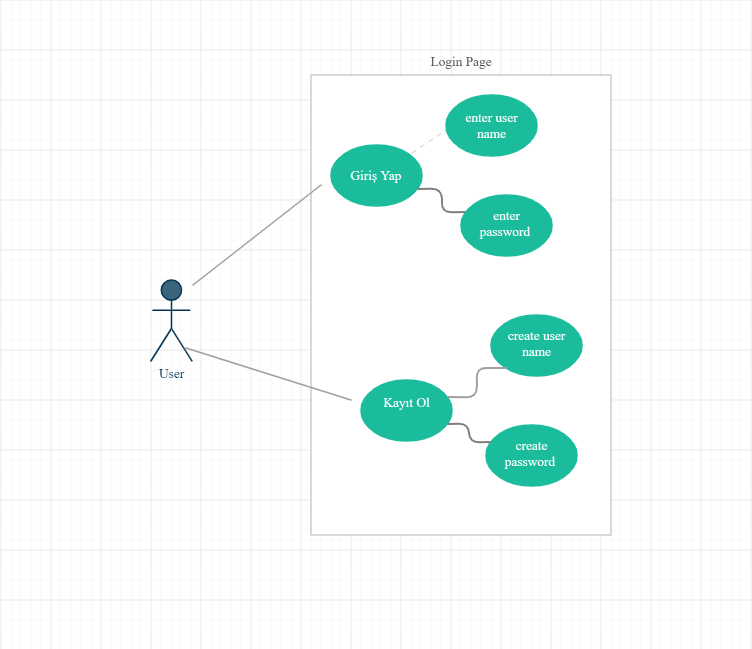 Login Page
enter user
name
Giriş Yap
enter
password
create user
name
User
Kayıt Ol
create
password